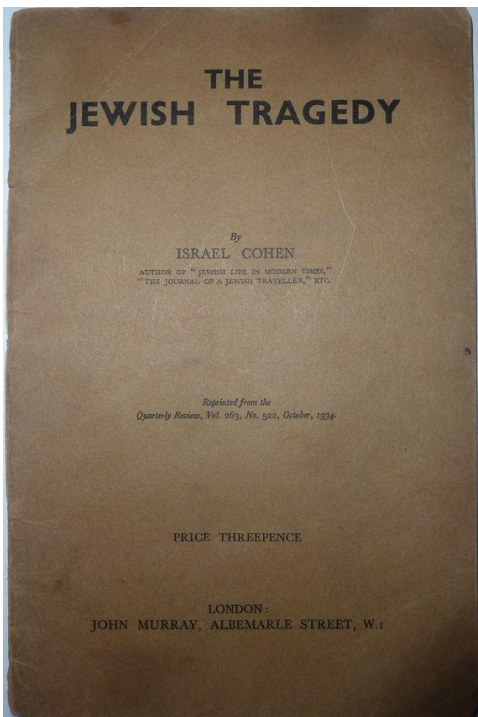 THE
JEWISH TRAGEDY
By
ISRAEL COHEN
AUTHOR OF "JEWISH LIFE IN MODERN TIMES,"
"THE JOURNAL OF A JEWISH TRAVELLER," ETC.
Reprinted from the
Quarterly Review, Vol. 263, No. 522, October, 1934.
PRICE THREEPENCE
LONDON:
JOHN MURRAY, ALBEMARLE STREET, W.1